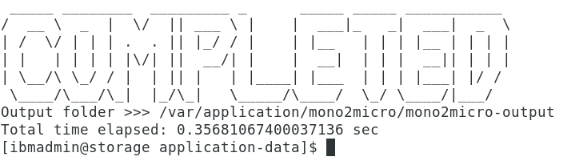 COMPLETED
Output folder >>> /var/application/mono2micro/mono2micro-output
Total time elapsed: 0.35681067400037136 sec
[ibmadmin@storage application-data]$